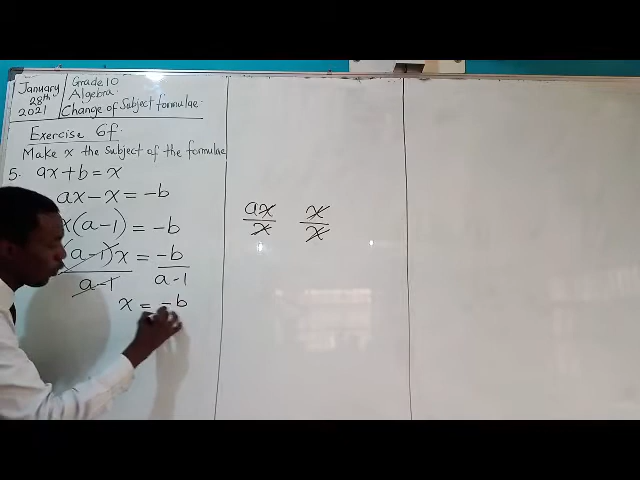 January 28th 2021
Grade 10
Algebra.
Change of Subject formulae.
Exercise 6f.
Make x the subject of the formulae
5. ax + b = x
ax - x = -b
x(a - 1) = -b
(a - 1)x = -b
a - 1 a - 1
x = -b
ax x
x x